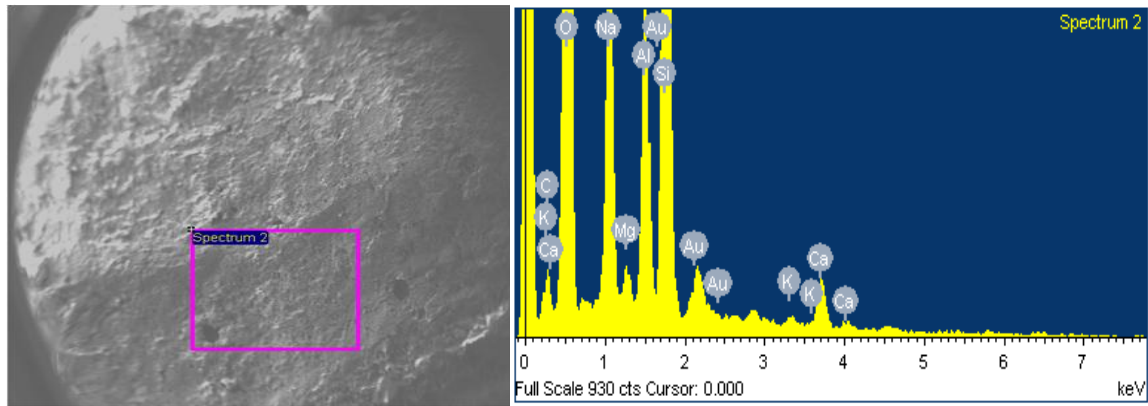 Spectrum 2
Spectrum 2
O Na Au
Al
Si
C
K
Ca
Mg
Au
Au
K
K
Ca
Ca
0 1 2 3 4 5 6 7
Full Scale 930 cts Cursor: 0.000 keV